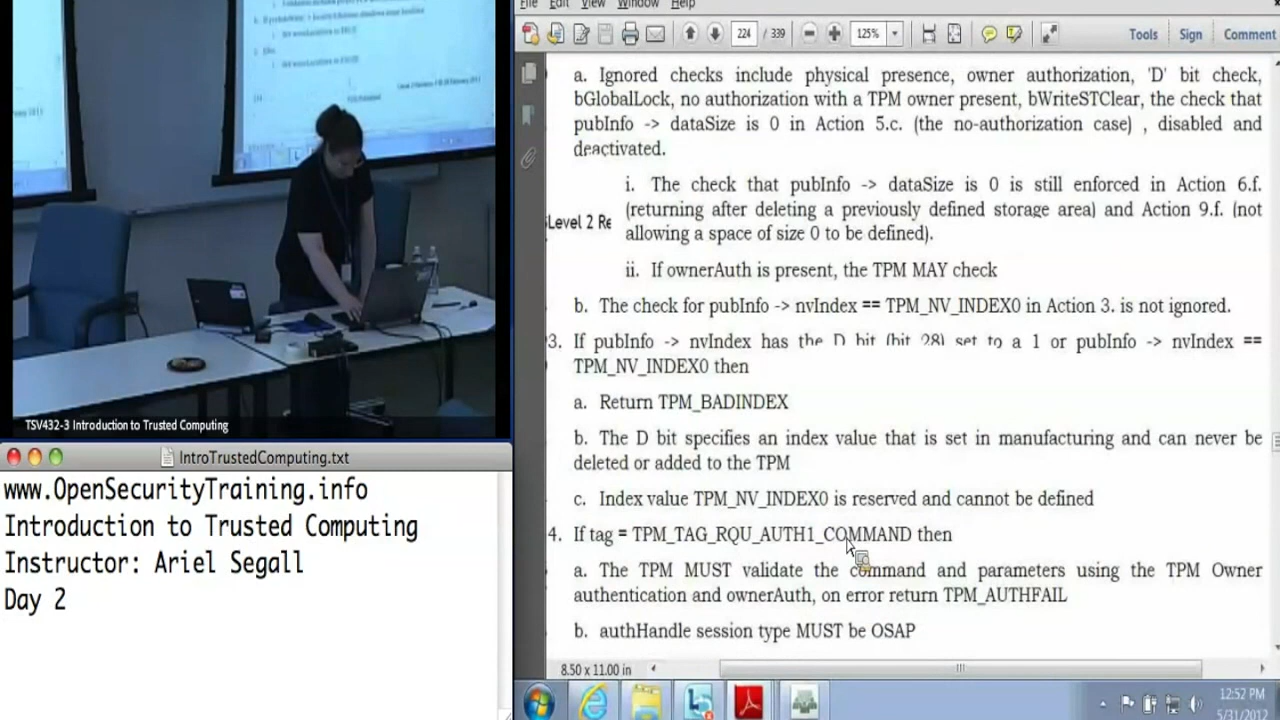 File Edit View Window Help
224 / 339 125% Tools Sign Comment
a. Ignored checks include physical presence, owner authorization, 'D' bit check,
bGlobalLock, no authorization with a TPM owner present, bWriteSTClear, the check that
pubInfo -> dataSize is 0 in Action 5.c. (the no-authorization case) , disabled and
deactivated.
i. The check that pubInfo -> dataSize is 0 is still enforced in Action 6.f.
(returning after deleting a previously defined storage area) and Action 9.f. (not
Level 2 Re
allowing a space of size 0 to be defined).
ii. If ownerAuth is present, the TPM MAY check
b. The check for pubInfo -> nvIndex == TPM_NV_INDEX0 in Action 3. is not ignored.
3. If pubInfo -> nvIndex has the D bit (bit 28) set to a 1 or pubInfo -> nvIndex ==
TPM_NV_INDEX0 then
a. Return TPM_BADINDEX
b. The D bit specifies an index value that is set in manufacturing and can never be
deleted or added to the TPM
c. Index value TPM_NV_INDEX0 is reserved and cannot be defined
4. If tag = TPM_TAG_RQU_AUTH1_COMMAND then
a. The TPM MUST validate the command and parameters using the TPM Owner
authentication and ownerAuth, on error return TPM_AUTHFAIL
b. authHandle session type MUST be OSAP
8.50 x 11.00 in
12:52 PM
5/31/2012
TSV432-3 Introduction to Trusted Computing
IntroTrustedComputing.txt
www.OpenSecurityTraining.info
Introduction to Trusted Computing
Instructor: Ariel Segall
Day 2